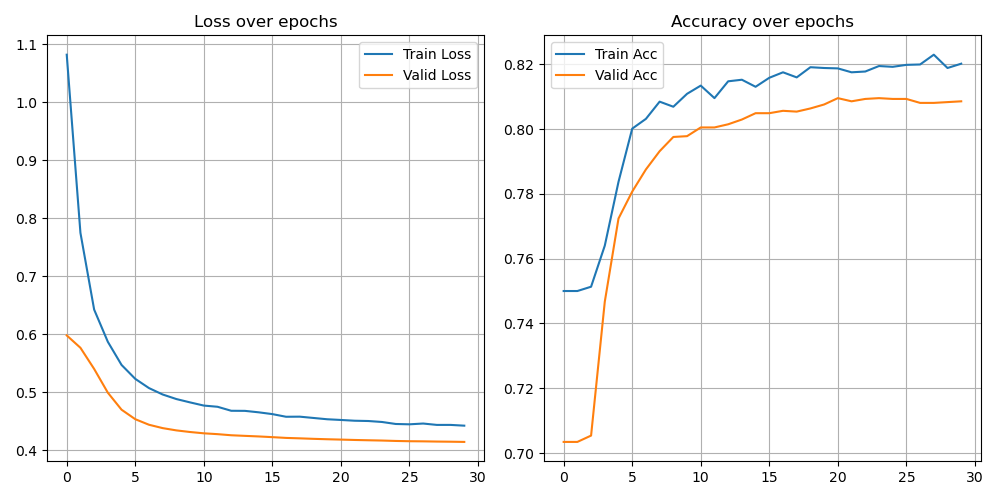 Loss over epochs
Train Loss
Valid Loss
1.1
1.0
0.9
0.8
0.7
0.6
0.5
0.4
0 5 10 15 20 25 30
Accuracy over epochs
Train Acc
Valid Acc
0.82
0.80
0.78
0.76
0.74
0.72
0.70
0 5 10 15 20 25 30